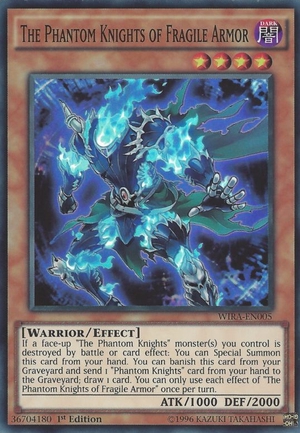 THE PHANTOM KNIGHTS OF FRAGILE ARMOR
DARK
闇
WIRA-EN005
[WARRIOR/EFFECT]
If a face-up "The Phantom Knights" monster(s) you control is
destroyed by battle or card effect: You can Special Summon
this card from your hand. You can banish this card from your
Graveyard and send 1 "Phantom Knights" card from your hand to
the Graveyard; draw 1 card. You can only use each effect of "The
Phantom Knights of Fragile Armor" once per turn.
ATK/1000 DEF/2000
36704180 1st Edition ©1996 KAZUKI TAKAHASHI